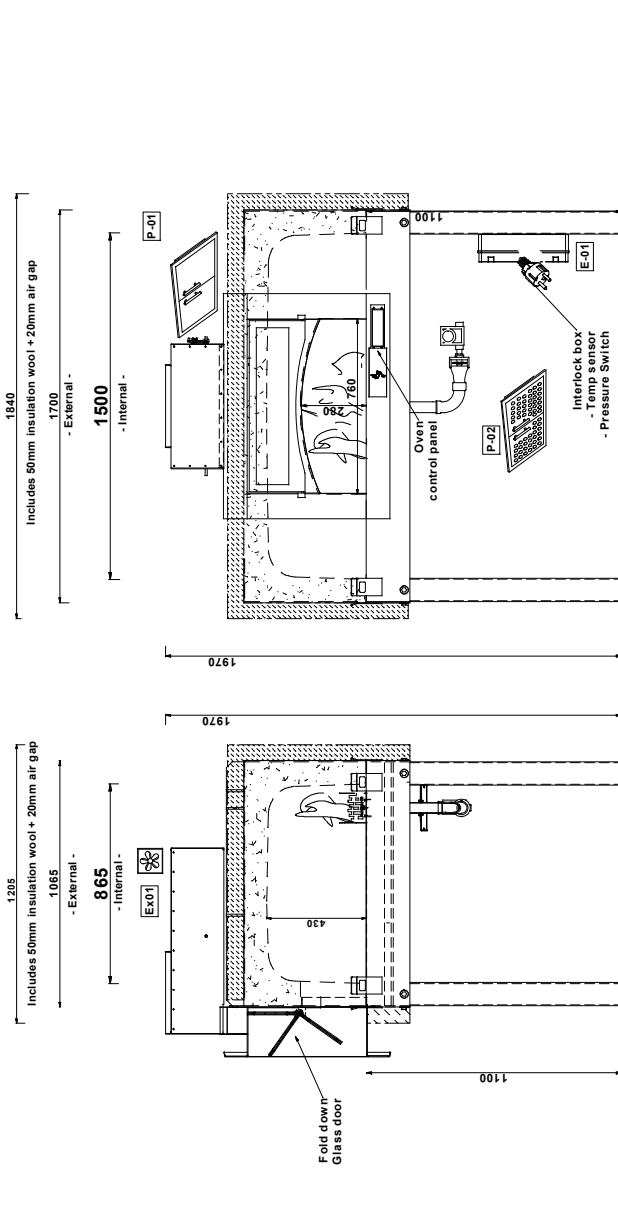 1205
Includes 50mm insulation wool + 20mm air gap
1065
- External -
865
- Internal -
Ex01
430
1970
1100
Fold down
Glass door
1840
Includes 50mm insulation wool + 20mm air gap
1700
- External -
1500
- Internal -
P-01
1970
1100
760
280
Oven
control panel
P-02
E-01
Interlock box
- Temp sensor
- Pressure Switch